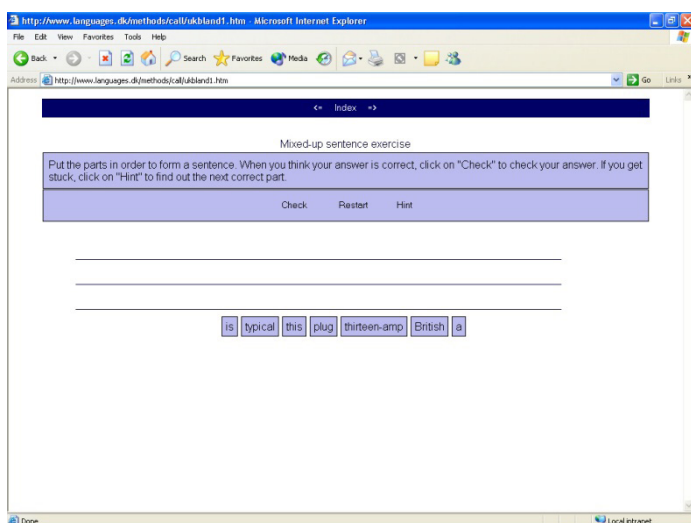 http://www.languages.dk/methods/call/ukbland1.htm - Microsoft Internet Explorer
File Edit View Favorites Tools Help
Back Search Favorites Media
Address http://www.languages.dk/methods/call/ukbland1.htm Go Links
<= Index =>
Mixed-up sentence exercise
Put the parts in order to form a sentence. When you think your answer is correct, click on "Check" to check your answer. If you get
stuck, click on "Hint" to find out the next correct part.
Check Restart Hint
is typical this plug thirteen-amp British a
Done Local intranet